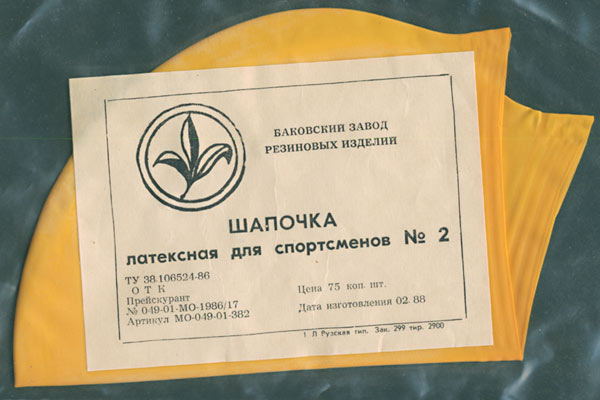 БАКОВСКИЙ ЗАВОД
РЕЗИНОВЫХ ИЗДЕЛИЙ
ШАПОЧКА
латексная для спортсменов № 2
ТУ 38.106524-86
О Т К
Прейскурант
№ 049-01-МО-1986/17
Артикул МО-049-01-382
Цена 75 коп. шт.
Дата изготовления 02. 88
1 Л Рузская тип. Зак. 299 тир. 2900